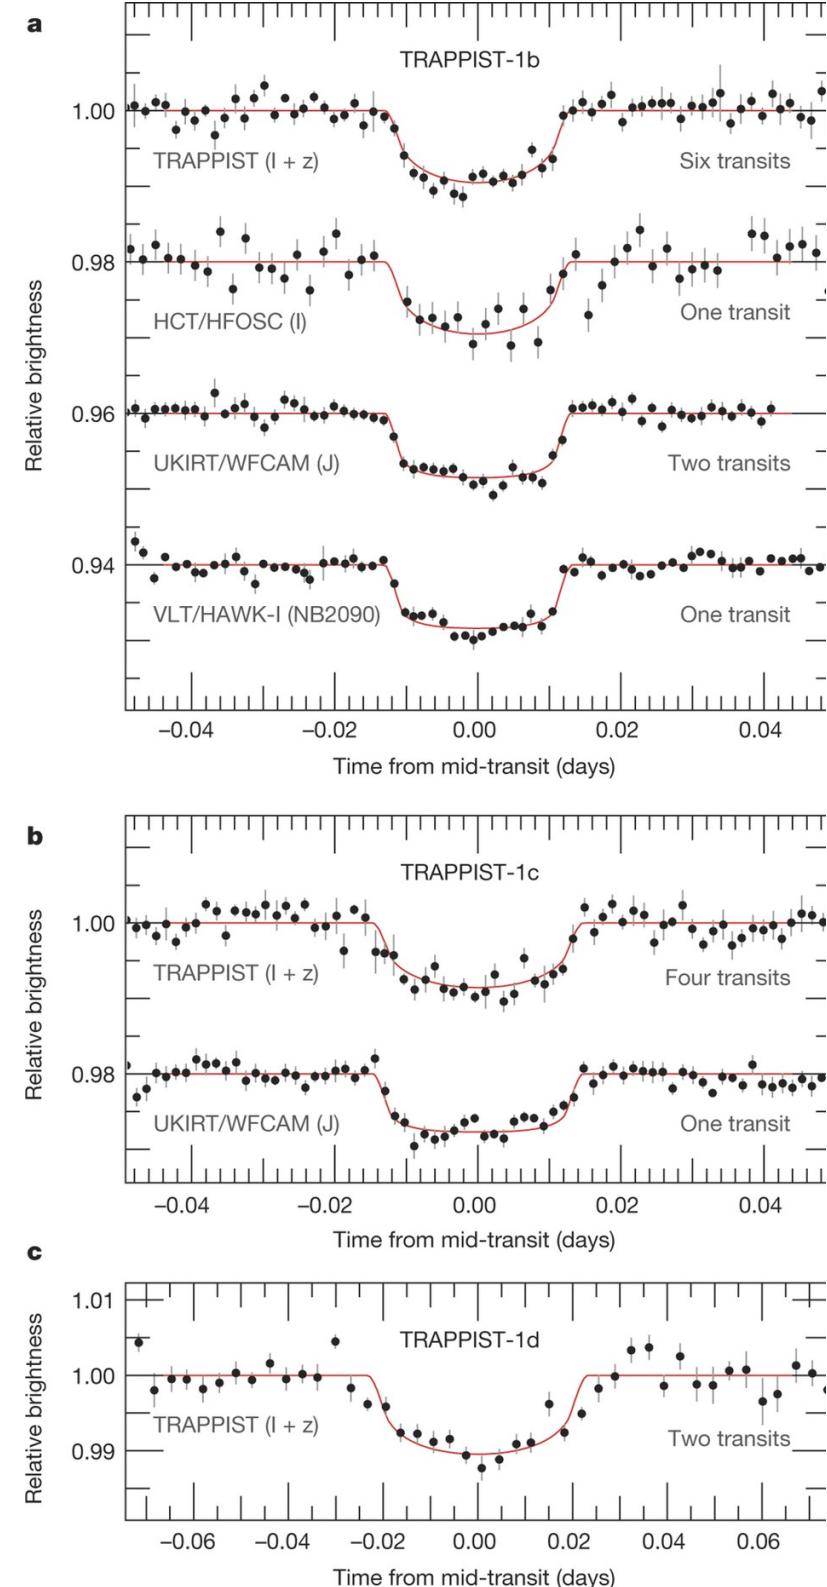 a
TRAPPIST-1b
1.00
TRAPPIST (I + z)
Six transits
0.98
HCT/HFOSC (I)
One transit
Relative brightness
0.96
UKIRT/WFCAM (J)
Two transits
0.94
VLT/HAWK-I (NB2090)
One transit
−0.04 −0.02 0.00 0.02 0.04
Time from mid-transit (days)
b
TRAPPIST-1c
1.00
TRAPPIST (I + z)
Four transits
Relative brightness
0.98
UKIRT/WFCAM (J)
One transit
−0.04 −0.02 0.00 0.02 0.04
Time from mid-transit (days)
c
1.01
TRAPPIST-1d
1.00
Relative brightness
TRAPPIST (I + z)
Two transits
0.99
−0.06 −0.04 −0.02 0.00 0.02 0.04 0.06
Time from mid-transit (days)